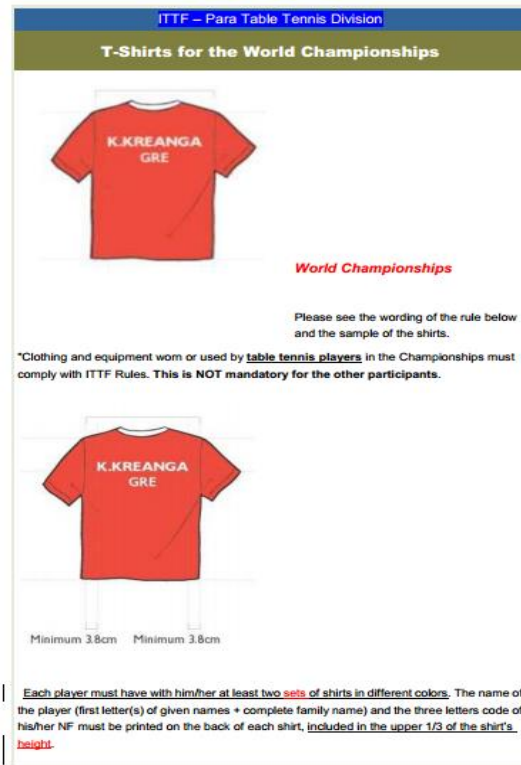 ITTF – Para Table Tennis Division
T-Shirts for the World Championships
K.KREANGA
GRE
World Championships
Please see the wording of the rule below
and the sample of the shirts.
"Clothing and equipment worn or used by table tennis players in the Championships must
comply with ITTF Rules. This is NOT mandatory for the other participants.
K.KREANGA
GRE
Minimum 3.8cm Minimum 3.8cm
Each player must have with him/her at least two sets of shirts in different colors. The name of
the player (first letter(s) of given names + complete family name) and the three letters code of
his/her NF must be printed on the back of each shirt, included in the upper 1/3 of the shirt's
height.